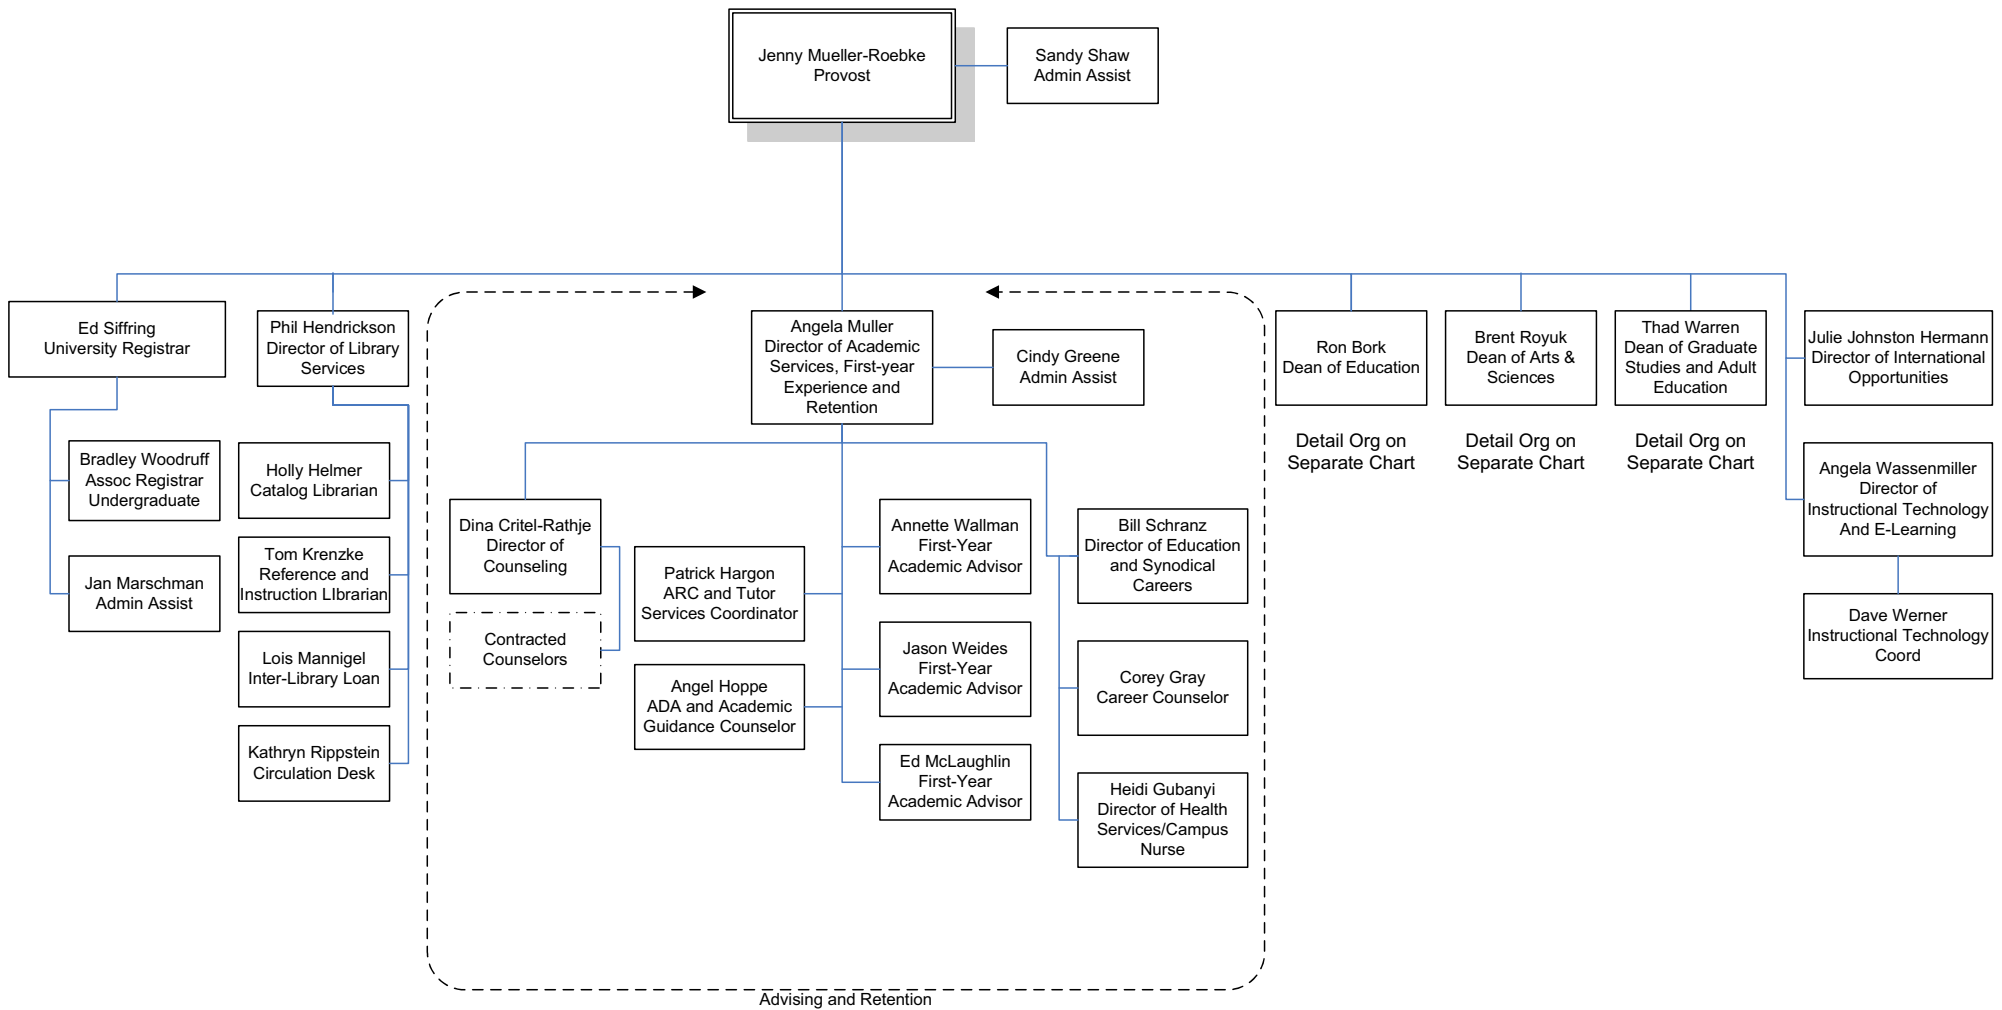 Jenny Mueller-Roebke
Provost
Sandy Shaw
Admin Assist
Ed Siffring
University Registrar
Bradley Woodruff
Assoc Registrar
Undergraduate
Jan Marschman
Admin Assist
Phil Hendrickson
Director of Library
Services
Holly Helmer
Catalog Librarian
Tom Krenzke
Reference and
Instruction LIbrarian
Lois Mannigel
Inter-Library Loan
Kathryn Rippstein
Circulation Desk
Angela Muller
Director of Academic
Services, First-year
Experience and
Retention
Cindy Greene
Admin Assist
Dina Critel-Rathje
Director of
Counseling
Contracted
Counselors
Patrick Hargon
ARC and Tutor
Services Coordinator
Angel Hoppe
ADA and Academic
Guidance Counselor
Annette Wallman
First-Year
Academic Advisor
Jason Weides
First-Year
Academic Advisor
Ed McLaughlin
First-Year
Academic Advisor
Bill Schranz
Director of Education
and Synodical
Careers
Corey Gray
Career Counselor
Heidi Gubanyi
Director of Health
Services/Campus
Nurse
Advising and Retention
Ron Bork
Dean of Education
Detail Org on
Separate Chart
Brent Royuk
Dean of Arts &
Sciences
Detail Org on
Separate Chart
Thad Warren
Dean of Graduate
Studies and Adult
Education
Detail Org on
Separate Chart
Julie Johnston Hermann
Director of International
Opportunities
Angela Wassenmiller
Director of
Instructional Technology
And E-Learning
Dave Werner
Instructional Technology
Coord